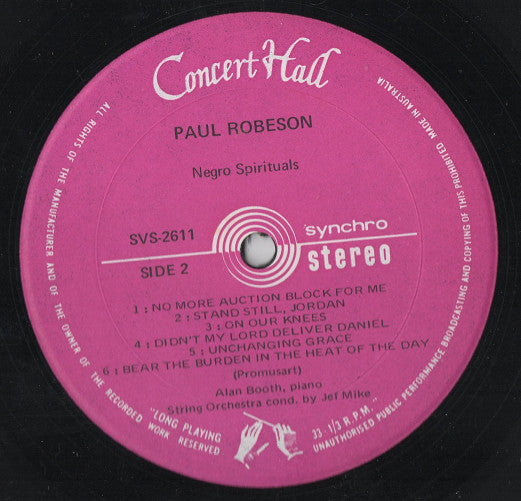 Concert Hall
PAUL ROBESON
Negro Spirituals
SVS-2611
SIDE 2
synchro
stereo
1 : NO MORE AUCTION BLOCK FOR ME
2 : STAND STILL, JORDAN
3 : ON OUR KNEES
4 : DIDN'T MY LORD DELIVER DANIEL
5 : UNCHANGING GRACE
6 : BEAR THE BURDEN IN THE HEAT OF THE DAY
(Promusart)
Alan Booth, piano
String Orchestra cond. by Jef Mike
"LONG PLAYING
33 . 1/3 R.P.M."
ALL RIGHTS OF THE MANUFACTURER AND OF THE OWNER OF THE RECORDED WORK RESERVED
UNAUTHORISED PUBLIC PERFORMANCE BROADCASTING AND COPYING OF THIS PROHIBITED MADE IN AUSTRALIA